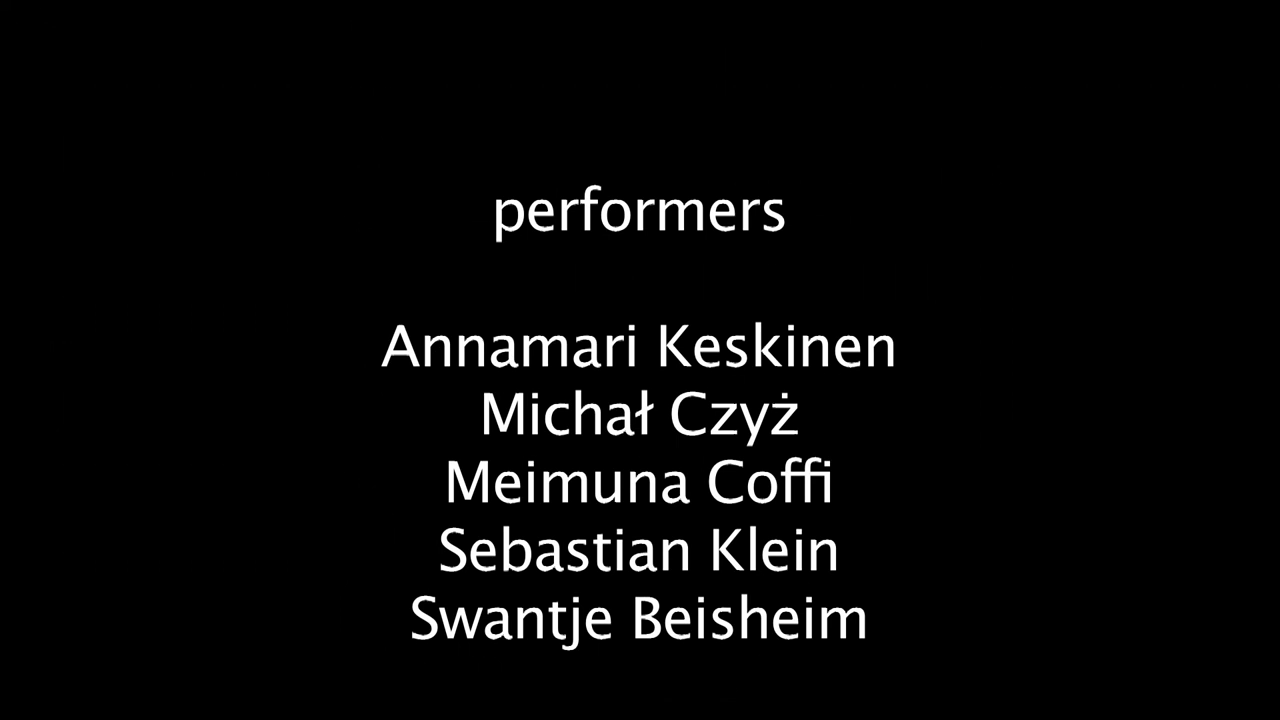 performers
Annamari Keskinen
Michał Czyż
Meimuna Coffi
Sebastian Klein
Swantje Beisheim